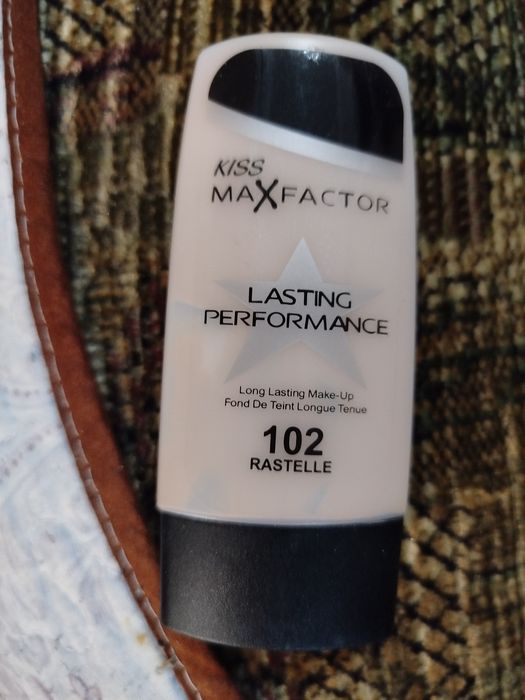 KISS
MAXFACTOR
LASTING
PERFORMANCE
Long Lasting Make-Up
Fond De Teint Longue Tenue
102
RASTELLE